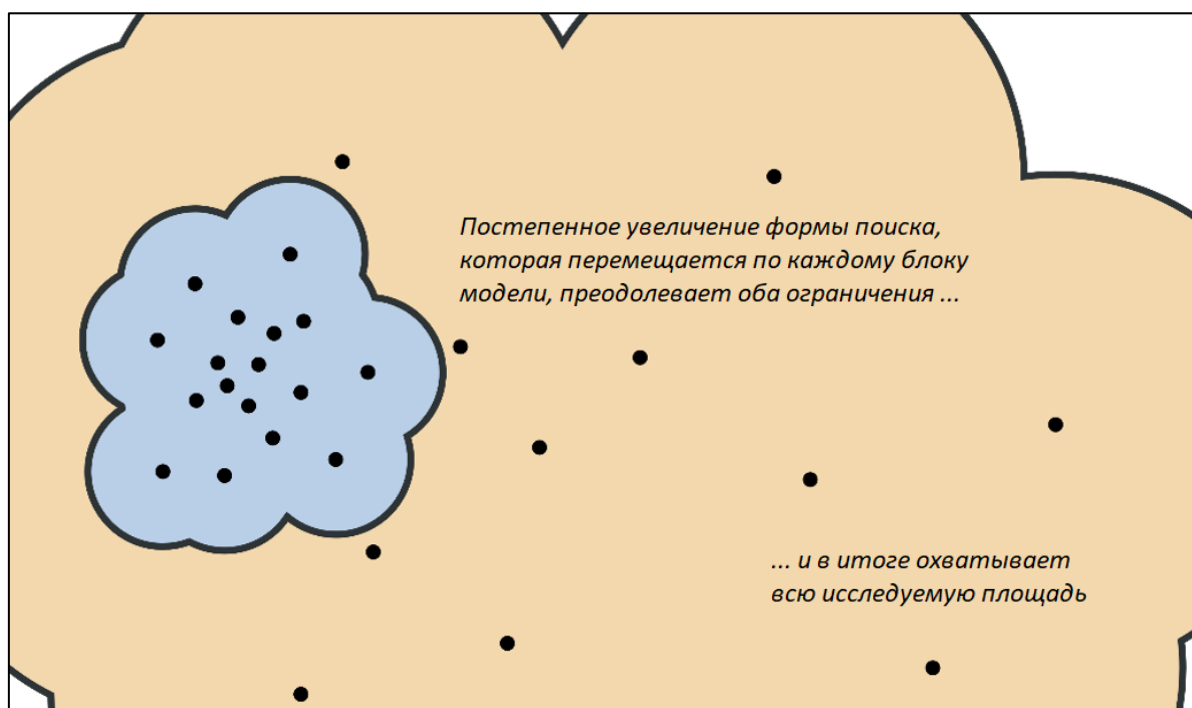 Постепенное увеличение формы поиска,
которая перемещается по каждому блоку
модели, преодолевает оба ограничения ...
... и в итоге охватывает
всю исследуемую площадь